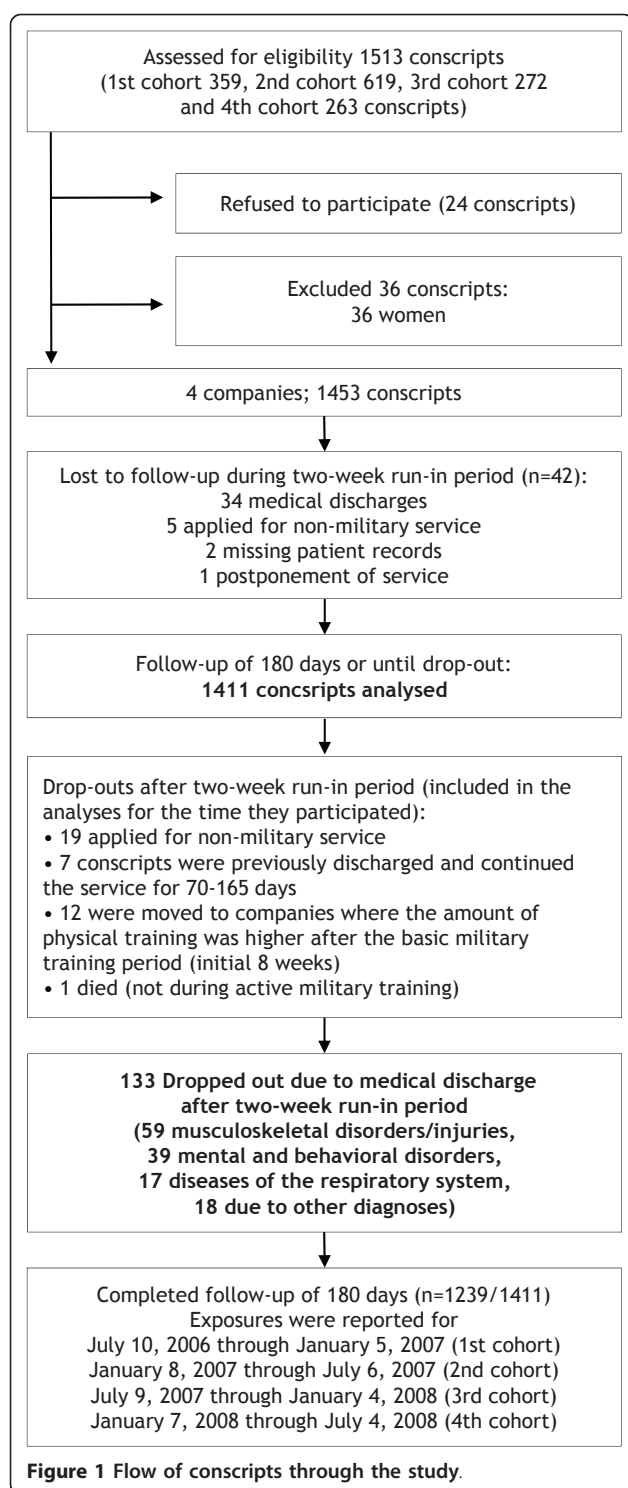 Assessed for eligibility 1513 conscripts
(1st cohort 359, 2nd cohort 619, 3rd cohort 272
and 4th cohort 263 conscripts)
Refused to participate (24 conscripts)
Excluded 36 conscripts:
36 women
4 companies; 1453 conscripts
Lost to follow-up during two-week run-in period (n=42):
34 medical discharges
5 applied for non-military service
2 missing patient records
1 postponement of service
Follow-up of 180 days or until drop-out:
1411 concsripts analysed
Drop-outs after two-week run-in period (included in the
analyses for the time they participated):
• 19 applied for non-military service
• 7 conscripts were previously discharged and continued
the service for 70-165 days
• 12 were moved to companies where the amount of
physical training was higher after the basic military
training period (initial 8 weeks)
• 1 died (not during active military training)
133 Dropped out due to medical discharge
after two-week run-in period
(59 musculoskeletal disorders/injuries,
39 mental and behavioral disorders,
17 diseases of the respiratory system,
18 due to other diagnoses)
Completed follow-up of 180 days (n=1239/1411)
Exposures were reported for
July 10, 2006 through January 5, 2007 (1st cohort)
January 8, 2007 through July 6, 2007 (2nd cohort)
July 9, 2007 through January 4, 2008 (3rd cohort)
January 7, 2008 through July 4, 2008 (4th cohort)
Figure 1 Flow of conscripts through the study.